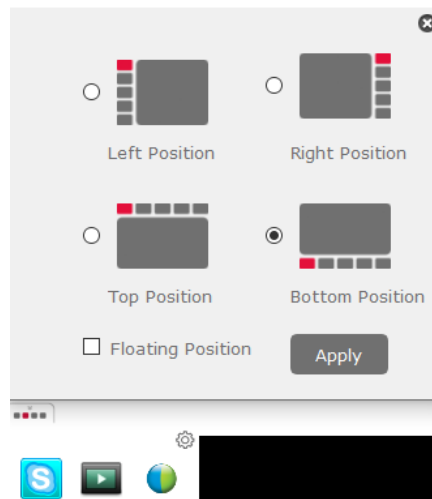 Left Position
Right Position
Top Position
Bottom Position
Floating Position
Apply
S